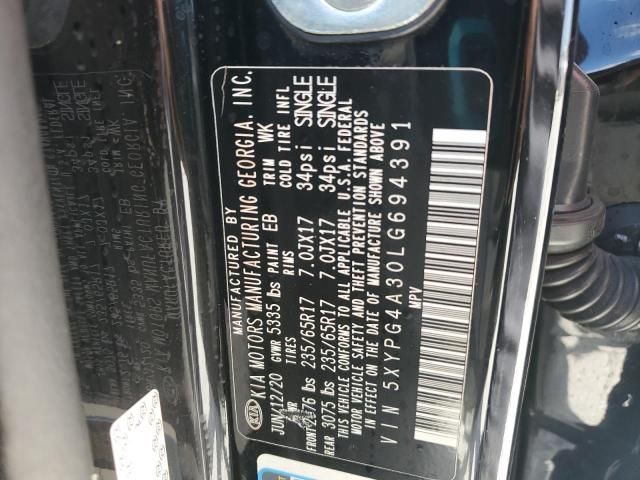 KIA
MANUFACTURED BY
KIA MOTORS MANUFACTURING GEORGIA, INC.
JUN/12/20 PAINT EB TRIM WK
GVWR 5335 lbs
TIRES RIMS COLD TIRE INFL
FRONT 76 lbs 235/65R17 7.0JX17 34psi SINGLE
REAR 3075 lbs 235/65R17 7.0JX17 34psi SINGLE
THIS VEHICLE CONFORMS TO ALL APPLICABLE U.S.A. FEDERAL
MOTOR VEHICLE SAFETY AND THEFT PREVENTION STANDARDS
IN EFFECT ON THE DATE OF MANUFACTURE SHOWN ABOVE.
VIN 5XYPG4A30LG694391
MPV